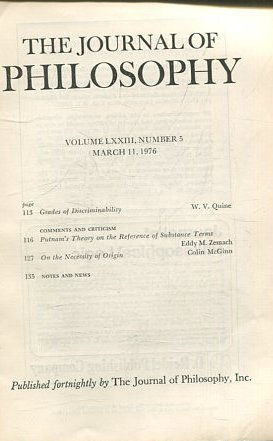 THE JOURNAL OF
PHILOSOPHY
VOLUME LXXIII, NUMBER 5
MARCH 11, 1976
page
113 Grades of Discriminability W. V. Quine
COMMENTS AND CRITICISM
116 Putnam's Theory on the Reference of Substance Terms
Eddy M. Zemach
127 On the Necessity of Origin Colin McGinn
135 NOTES AND NEWS
Published fortnightly by The Journal of Philosophy, Inc.